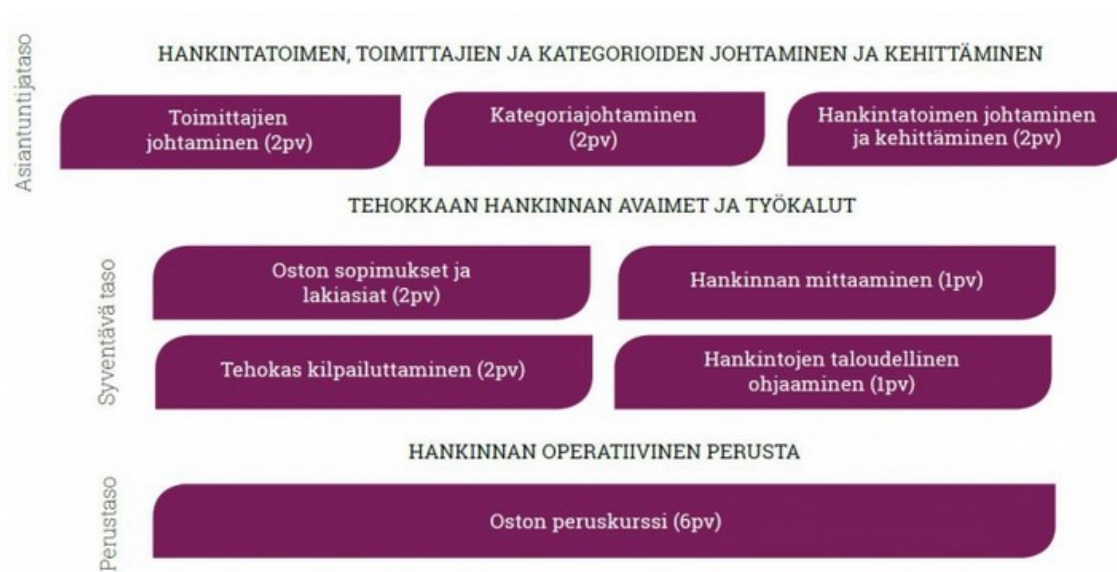 Asiantuntijataso
HANKINTATOIMEN, TOIMITTAJIEN JA KATEGORIOIDEN JOHTAMINEN JA KEHITTÄMINEN
Toimittajien
johtaminen (2pv)
Kategoriajohtaminen
(2pv)
Hankintatoimen johtaminen
ja kehittäminen (2pv)
Syventävä taso
TEHOKKAAN HANKINNAN AVAIMET JA TYÖKALUT
Oston sopimukset ja
lakiasiat (2pv)
Hankinnan mittaaminen (1pv)
Tehokas kilpailuttaminen (2pv)
Hankintojen taloudellinen
ohjaaminen (1pv)
Perustaso
HANKINNAN OPERATIIVINEN PERUSTA
Oston peruskurssi (6pv)